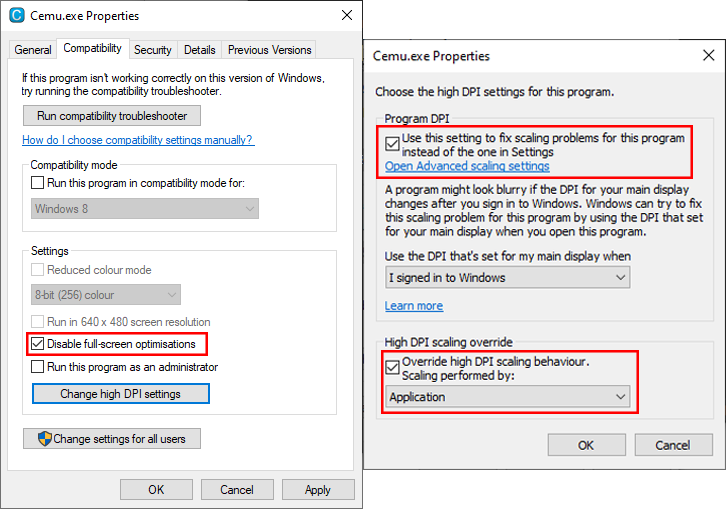 Cemu.exe Properties
General
Compatibility
Security
Details
Previous Versions
If this program isn't working correctly on this version of Windows,
try running the compatibility troubleshooter.
Run compatibility troubleshooter
How do I choose compatibility settings manually?
Compatibility mode
Run this program in compatibility mode for:
Windows 8
Settings
Reduced colour mode
8-bit (256) colour
Run in 640 x 480 screen resolution
Disable full-screen optimisations
Run this program as an administrator
Change high DPI settings
Change settings for all users
OK
Cancel
Apply
Cemu.exe Properties
Choose the high DPI settings for this program.
Program DPI
Use this setting to fix scaling problems for this program
instead of the one in Settings
Open Advanced scaling settings
A program might look blurry if the DPI for your main display
changes after you sign in to Windows. Windows can try to fix
this scaling problem for this program by using the DPI that set
for your main display when you open this program.
Use the DPI that's set for my main display when
I signed in to Windows
Learn more
High DPI scaling override
Override high DPI scaling behaviour.
Scaling performed by:
Application
OK
Cancel